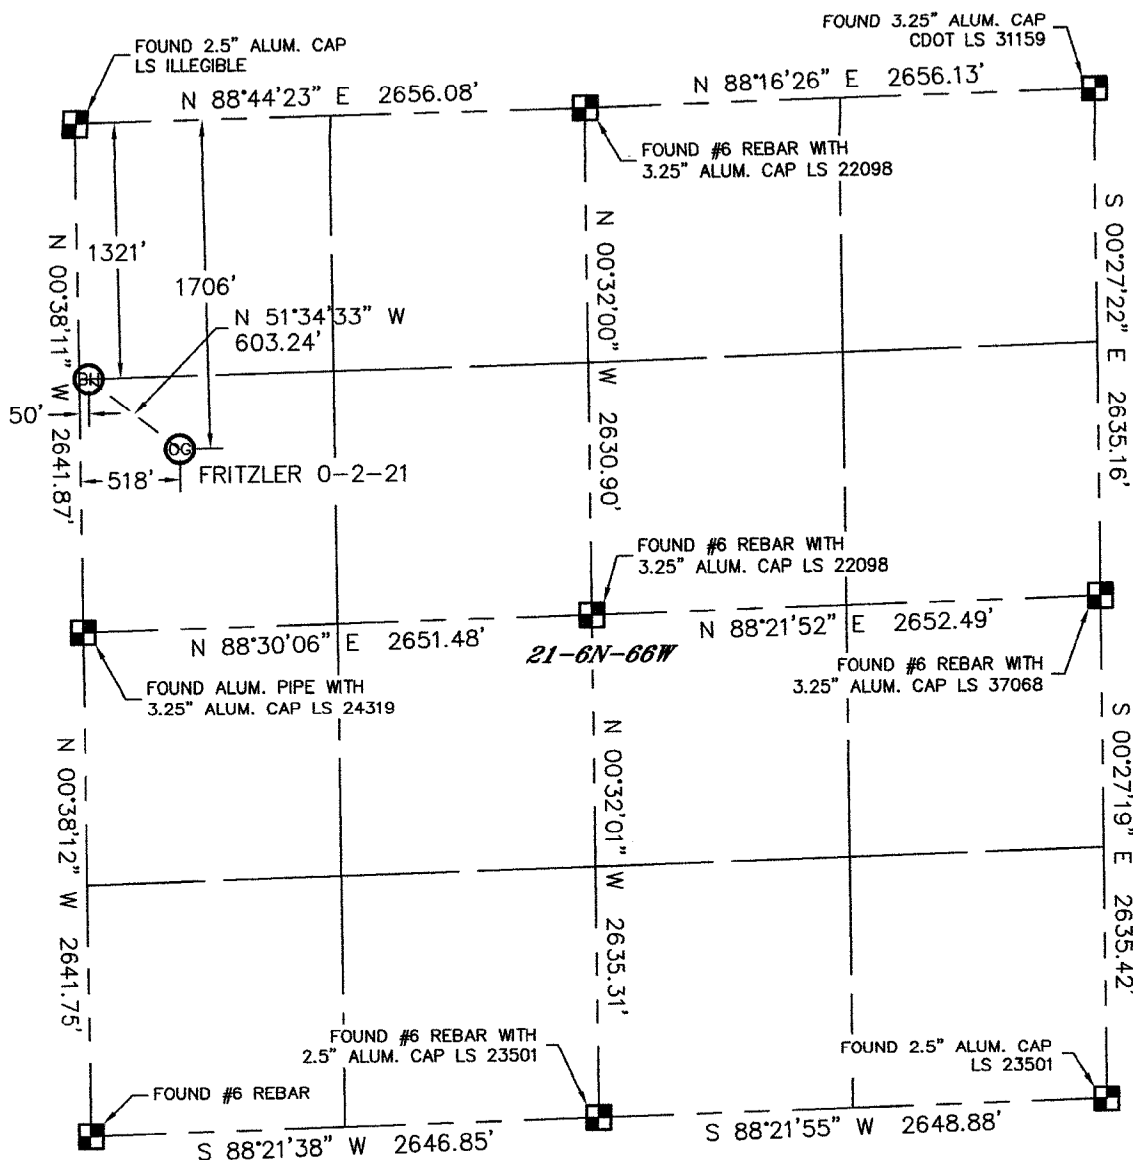 FOUND 2.5" ALUM. CAP
LS ILLEGIBLE
FOUND 3.25" ALUM. CAP
CDOT LS 31159
N 88°44'23" E 2656.08'
N 88°16'26" E 2656.13'
FOUND #6 REBAR WITH
3.25" ALUM. CAP LS 22098
N 00°38'11" W 2641.87'
1321'
1706'
N 51°34'33" W
603.24'
N 00°32'00" W 2630.90'
S 00°27'22" E 2635.16'
BH
50'
OG
518'
FRITZLER 0-2-21
FOUND #6 REBAR WITH
3.25" ALUM. CAP LS 22098
N 88°30'06" E 2651.48'
N 88°21'52" E 2652.49'
21-6N-66W
FOUND ALUM. PIPE WITH
3.25" ALUM. CAP LS 24319
FOUND #6 REBAR WITH
3.25" ALUM. CAP LS 37068
N 00°38'12" W 2641.75'
N 00°32'01" W 2635.31'
S 00°27'19" E 2635.42'
FOUND #6 REBAR WITH
2.5" ALUM. CAP LS 23501
FOUND 2.5" ALUM. CAP
LS 23501
FOUND #6 REBAR
S 88°21'38" W 2646.85'
S 88°21'55" W 2648.88'